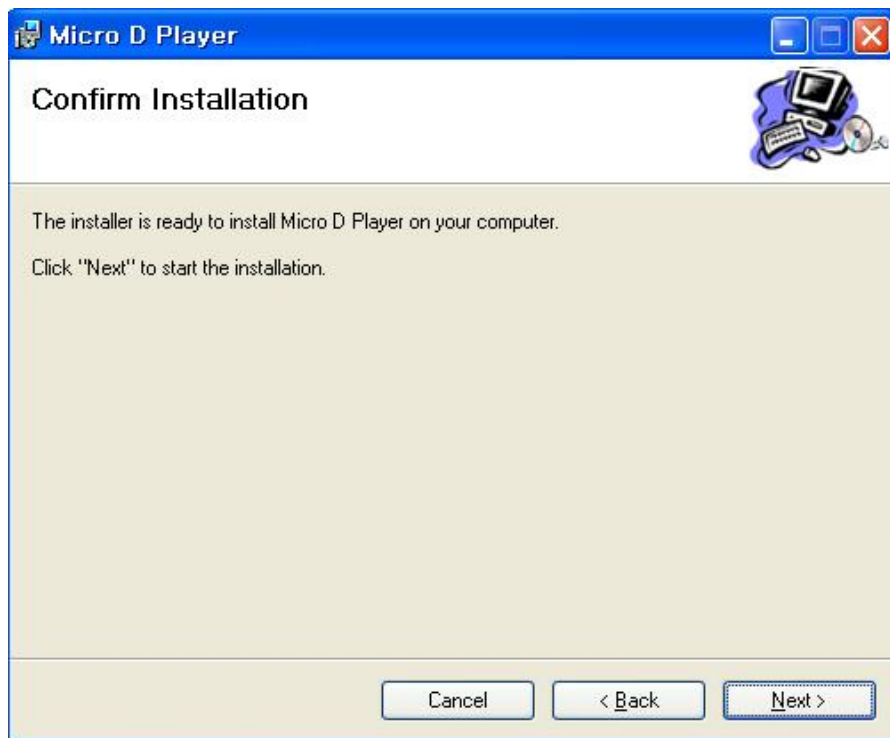 Micro D Player
Confirm Installation
The installer is ready to install Micro D Player on your computer.
Click "Next" to start the installation.
Cancel
< Back
Next >